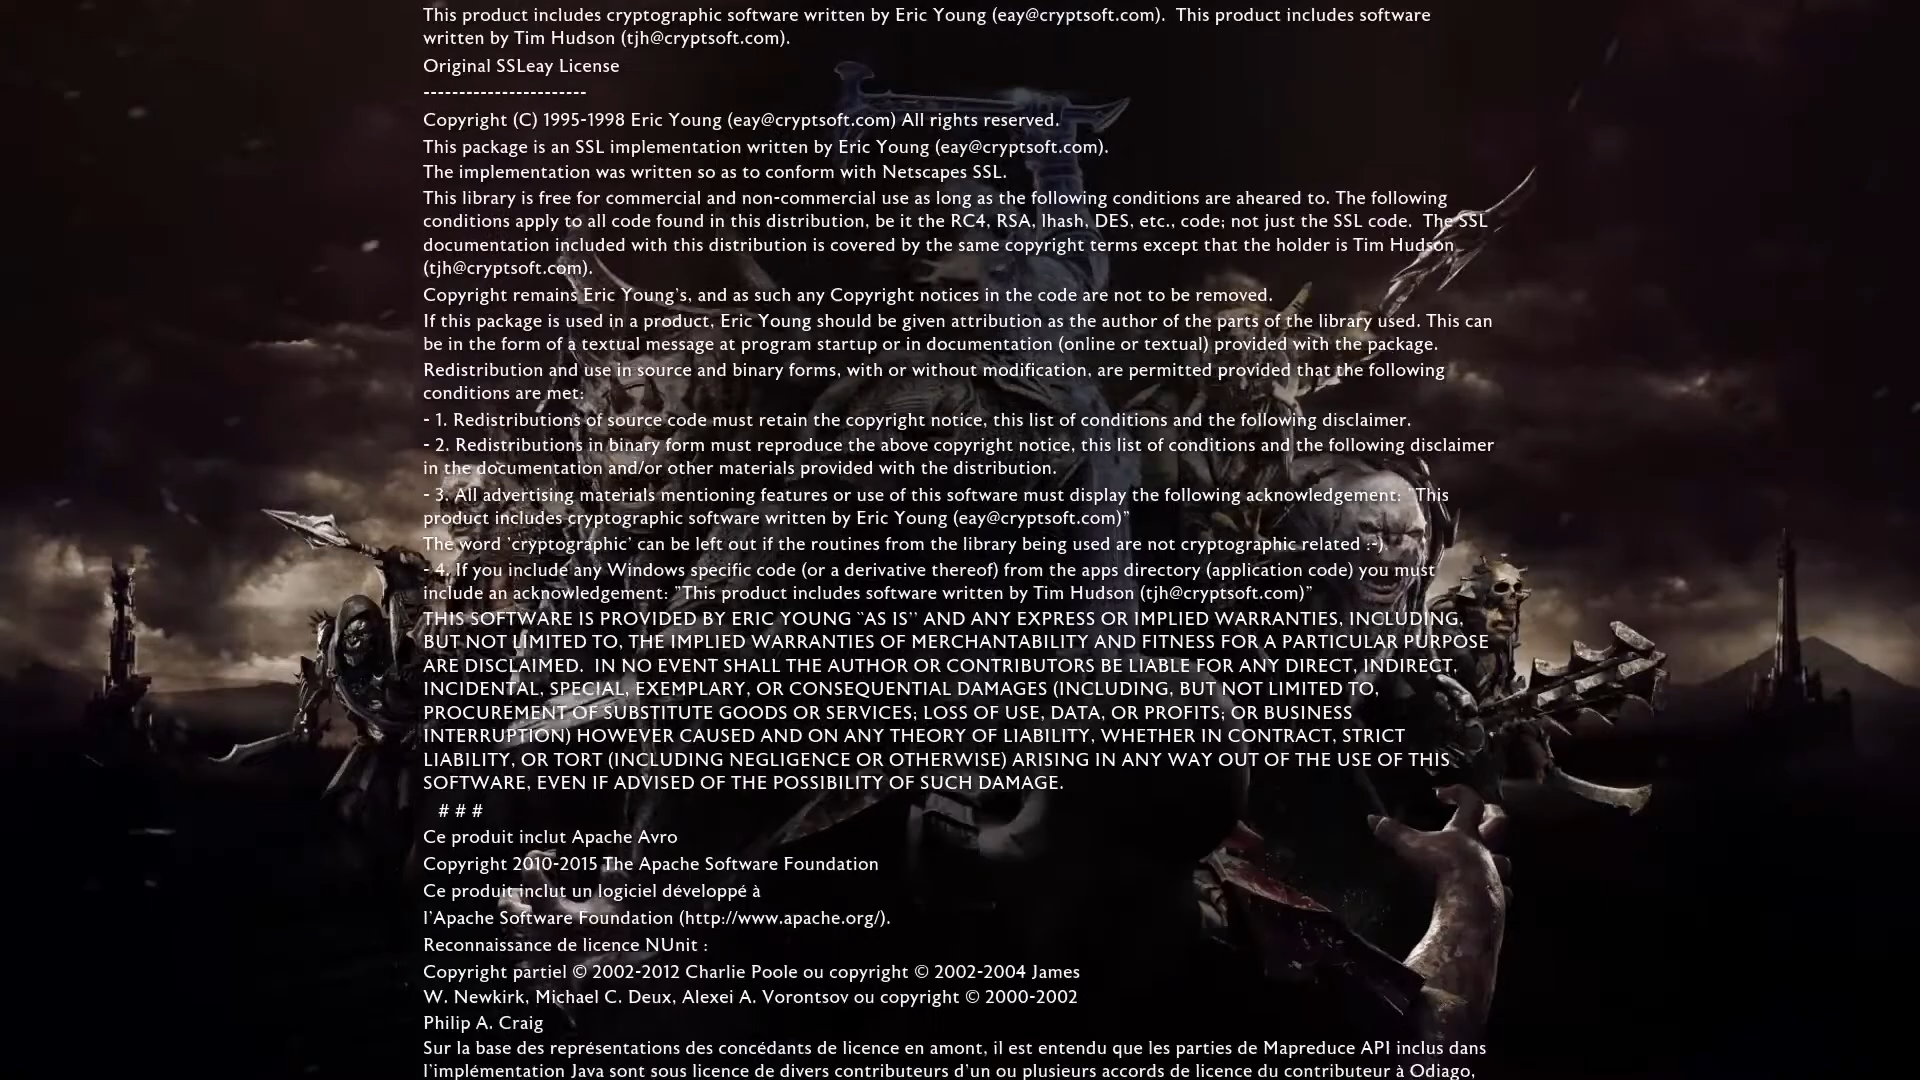 This product includes cryptographic software written by Eric Young (eay@cryptsoft.com).  This product includes software
written by Tim Hudson (tjh@cryptsoft.com).
Original SSLeay License
-----------------------
Copyright (C) 1995-1998 Eric Young (eay@cryptsoft.com) All rights reserved.
This package is an SSL implementation written by Eric Young (eay@cryptsoft.com).
The implementation was written so as to conform with Netscapes SSL.
This library is free for commercial and non-commercial use as long as the following conditions are aheared to. The following
conditions apply to all code found in this distribution, be it the RC4, RSA, lhash, DES, etc., code; not just the SSL code.  The SSL
documentation included with this distribution is covered by the same copyright terms except that the holder is Tim Hudson
(tjh@cryptsoft.com).
Copyright remains Eric Young's, and as such any Copyright notices in the code are not to be removed.
If this package is used in a product, Eric Young should be given attribution as the author of the parts of the library used. This can
be in the form of a textual message at program startup or in documentation (online or textual) provided with the package.
Redistribution and use in source and binary forms, with or without modification, are permitted provided that the following
conditions are met:
- 1. Redistributions of source code must retain the copyright notice, this list of conditions and the following disclaimer.
- 2. Redistributions in binary form must reproduce the above copyright notice, this list of conditions and the following disclaimer
in the documentation and/or other materials provided with the distribution.
- 3. All advertising materials mentioning features or use of this software must display the following acknowledgement: "This
product includes cryptographic software written by Eric Young (eay@cryptsoft.com)"
The word 'cryptographic' can be left out if the routines from the library being used are not cryptographic related :-)
- 4. If you include any Windows specific code (or a derivative thereof) from the apps directory (application code) you must
include an acknowledgement: "This product includes software written by Tim Hudson (tjh@cryptsoft.com)"
THIS SOFTWARE IS PROVIDED BY ERIC YOUNG ``AS IS'' AND ANY EXPRESS OR IMPLIED WARRANTIES, INCLUDING,
BUT NOT LIMITED TO, THE IMPLIED WARRANTIES OF MERCHANTABILITY AND FITNESS FOR A PARTICULAR PURPOSE
ARE DISCLAIMED.  IN NO EVENT SHALL THE AUTHOR OR CONTRIBUTORS BE LIABLE FOR ANY DIRECT, INDIRECT,
INCIDENTAL, SPECIAL, EXEMPLARY, OR CONSEQUENTIAL DAMAGES (INCLUDING, BUT NOT LIMITED TO,
PROCUREMENT OF SUBSTITUTE GOODS OR SERVICES; LOSS OF USE, DATA, OR PROFITS; OR BUSINESS
INTERRUPTION) HOWEVER CAUSED AND ON ANY THEORY OF LIABILITY, WHETHER IN CONTRACT, STRICT
LIABILITY, OR TORT (INCLUDING NEGLIGENCE OR OTHERWISE) ARISING IN ANY WAY OUT OF THE USE OF THIS
SOFTWARE, EVEN IF ADVISED OF THE POSSIBILITY OF SUCH DAMAGE.
# # #
Ce produit inclut Apache Avro
Copyright 2010-2015 The Apache Software Foundation
Ce produit inclut un logiciel développé à
l'Apache Software Foundation (http://www.apache.org/).
Reconnaissance de licence NUnit :
Copyright partiel © 2002-2012 Charlie Poole ou copyright © 2002-2004 James
W. Newkirk, Michael C. Deux, Alexei A. Vorontsov ou copyright © 2000-2002
Philip A. Craig
Sur la base des représentations des concédants de licence en amont, il est entendu que les parties de Mapreduce API inclus dans
l'implémentation Java sont sous licence de divers contributeurs d'un ou plusieurs accords de licence du contributeur à Odiago,